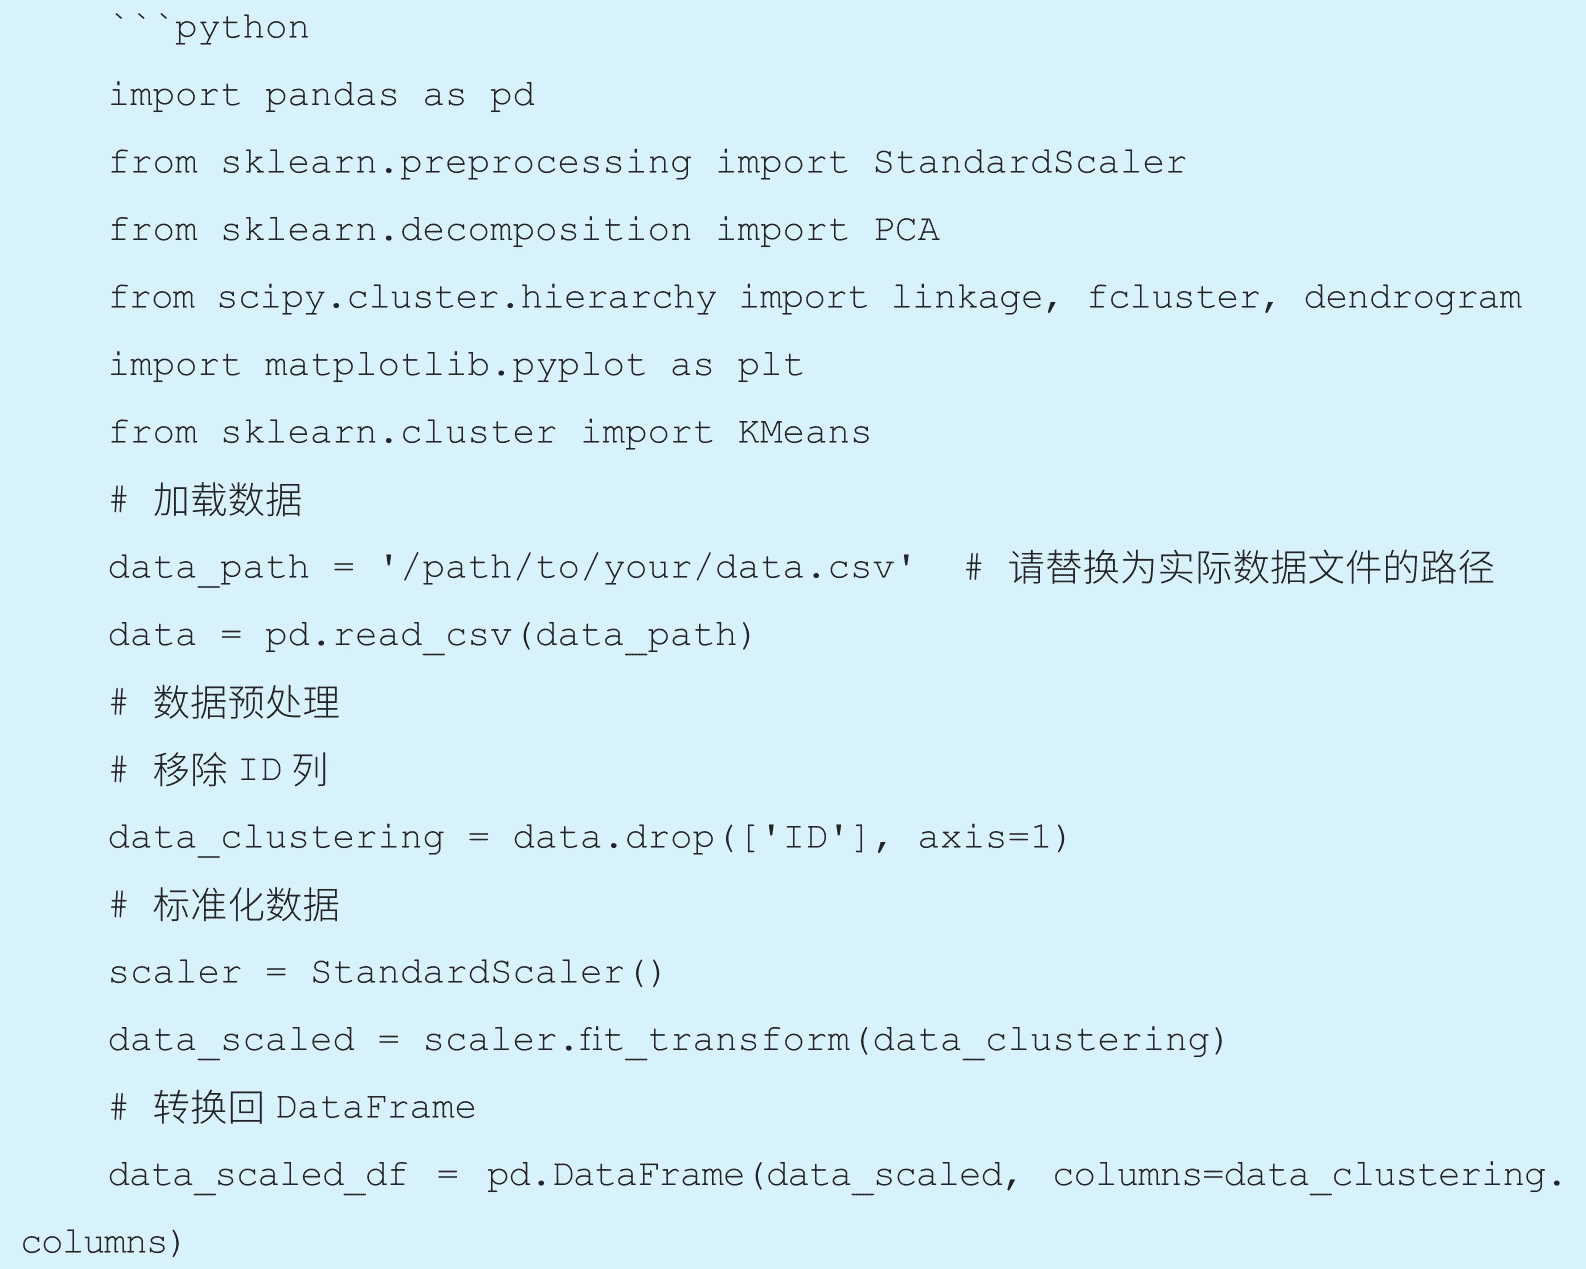 ```python
import pandas as pd
from sklearn.preprocessing import StandardScaler
from sklearn.decomposition import PCA
from scipy.cluster.hierarchy import linkage, fcluster, dendrogram
import matplotlib.pyplot as plt
from sklearn.cluster import KMeans
# 加载数据
data_path = '/path/to/your/data.csv'  # 请替换为实际数据文件的路径
data = pd.read_csv(data_path)
# 数据预处理
# 移除 ID 列
data_clustering = data.drop(['ID'], axis=1)
# 标准化数据
scaler = StandardScaler()
data_scaled = scaler.fit_transform(data_clustering)
# 转换回 DataFrame
data_scaled_df = pd.DataFrame(data_scaled, columns=data_clustering.
columns)